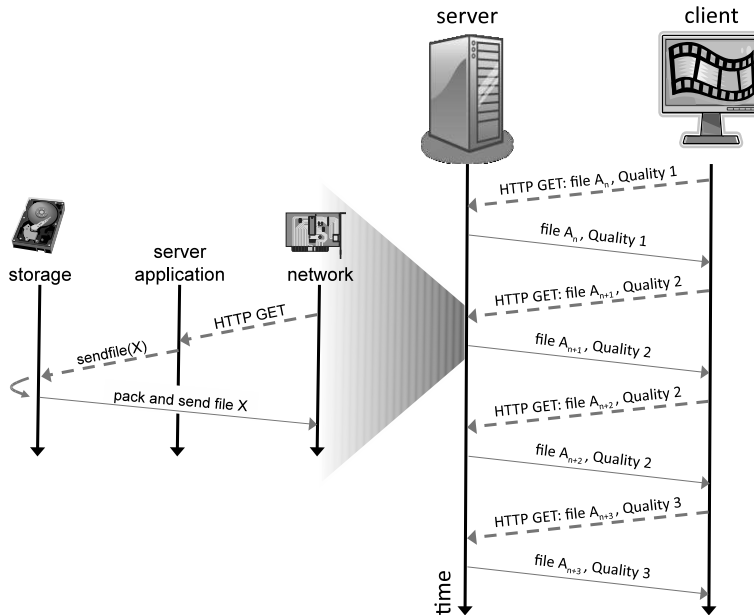 server
client
HTTP GET: file Aₙ, Quality 1
file Aₙ, Quality 1
HTTP GET: file Aₙ₊₁, Quality 2
file Aₙ₊₁, Quality 2
HTTP GET: file Aₙ₊₂, Quality 2
file Aₙ₊₂, Quality 2
HTTP GET: file Aₙ₊₃, Quality 3
file Aₙ₊₃, Quality 3
time
storage
server
application
network
HTTP GET
sendfile(X)
pack and send file X